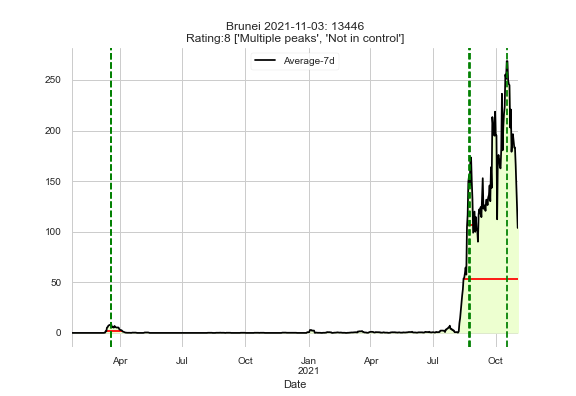 Brunei 2021-11-03: 13446
Rating:8 ['Multiple peaks', 'Not in control']
Average-7d
250
200
150
100
50
0
Apr Jul Oct Jan Apr Jul Oct
2021
Date